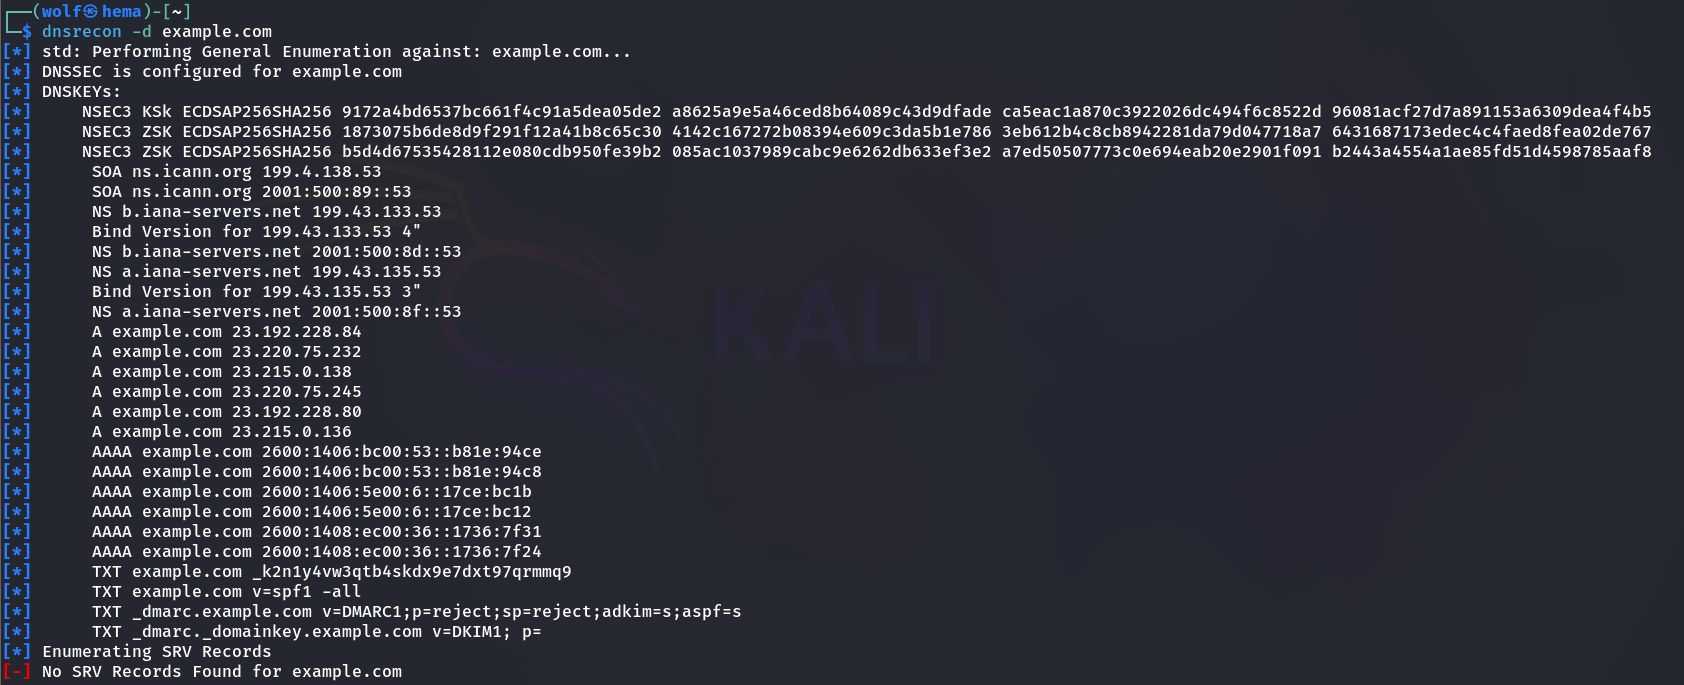 ┌──(wolf㉿hema)-[~]
└─$ dnsrecon -d example.com
[*] std: Performing General Enumeration against: example.com...
[*] DNSSEC is configured for example.com
[*] DNSKEYs:
[*]     NSEC3 KSk ECDSAP256SHA256 9172a4bd6537bc661f4c91a5dea05de2 a8625a9e5a46ced8b64089c43d9dfade ca5eac1a870c3922026dc494f6c8522d 96081acf27d7a891153a6309dea4f4b5
[*]     NSEC3 ZSK ECDSAP256SHA256 1873075b6de8d9f291f12a41b8c65c30 4142c167272b08394e609c3da5b1e786 3eb612b4c8cb8942281da79d047718a7 6431687173edec4c4faed8fea02de767
[*]     NSEC3 ZSK ECDSAP256SHA256 b5d4d67535428112e080cdb950fe39b2 085ac1037989cabc9e6262db633ef3e2 a7ed50507773c0e694eab20e2901f091 b2443a4554a1ae85fd51d4598785aaf8
[*]      SOA ns.icann.org 199.4.138.53
[*]      SOA ns.icann.org 2001:500:89::53
[*]      NS b.iana-servers.net 199.43.133.53
[*]      Bind Version for 199.43.133.53 4"
[*]      NS b.iana-servers.net 2001:500:8d::53
[*]      NS a.iana-servers.net 199.43.135.53
[*]      Bind Version for 199.43.135.53 3"
[*]      NS a.iana-servers.net 2001:500:8f::53
[*]      A example.com 23.192.228.84
[*]      A example.com 23.220.75.232
[*]      A example.com 23.215.0.138
[*]      A example.com 23.220.75.245
[*]      A example.com 23.192.228.80
[*]      A example.com 23.215.0.136
[*]      AAAA example.com 2600:1406:bc00:53::b81e:94ce
[*]      AAAA example.com 2600:1406:bc00:53::b81e:94c8
[*]      AAAA example.com 2600:1406:5e00:6::17ce:bc1b
[*]      AAAA example.com 2600:1406:5e00:6::17ce:bc12
[*]      AAAA example.com 2600:1408:ec00:36::1736:7f31
[*]      AAAA example.com 2600:1408:ec00:36::1736:7f24
[*]      TXT example.com _k2n1y4vw3qtb4skdx9e7dxt97qrmmq9
[*]      TXT example.com v=spf1 -all
[*]      TXT _dmarc.example.com v=DMARC1;p=reject;sp=reject;adkim=s;aspf=s
[*]      TXT _dmarc._domainkey.example.com v=DKIM1; p=
[*] Enumerating SRV Records
[-] No SRV Records Found for example.com
KALI